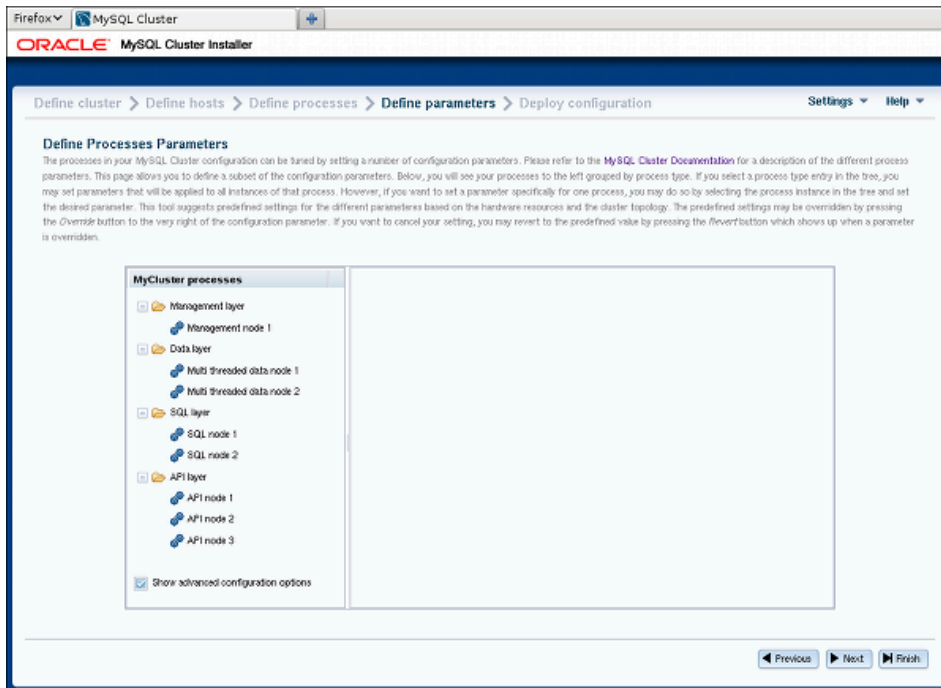 Firefox MySQL Cluster
ORACLE MySQL Cluster Installer
Define cluster Define hosts Define processes Define parameters Deploy configuration Settings Help
Define Processes Parameters
The processes in your MySQL Cluster configuration can be tuned by setting a number of configuration parameters. Please refer to the MySQL Cluster Documentation for a description of the different process
parameters. This page allows you to define a subset of the configuration parameters. Below, you will see your processes to the left grouped by process type. If you select a process type entry in the tree, you
may set parameters that will be applied to all instances of that process. However, if you want to set a parameter specifically for one process, you may do so by selecting the process instance in the tree and set
the desired parameter. This tool suggests predefined settings for the different parameteres based on the hardware resources and the cluster topology. The predefined settings may be overridden by pressing
the Override button to the very right of the configuration parameter. If you want to cancel your setting, you may revert to the predefined value by pressing the Revert button which shows up when a parameter
is overridden.
MyCluster processes
Management layer
Management node 1
Data layer
Multi threaded data node 1
Multi threaded data node 2
SQL layer
SQL node 1
SQL node 2
API layer
API node 1
API node 2
API node 3
Show advanced configuration options
Previous Next Finish